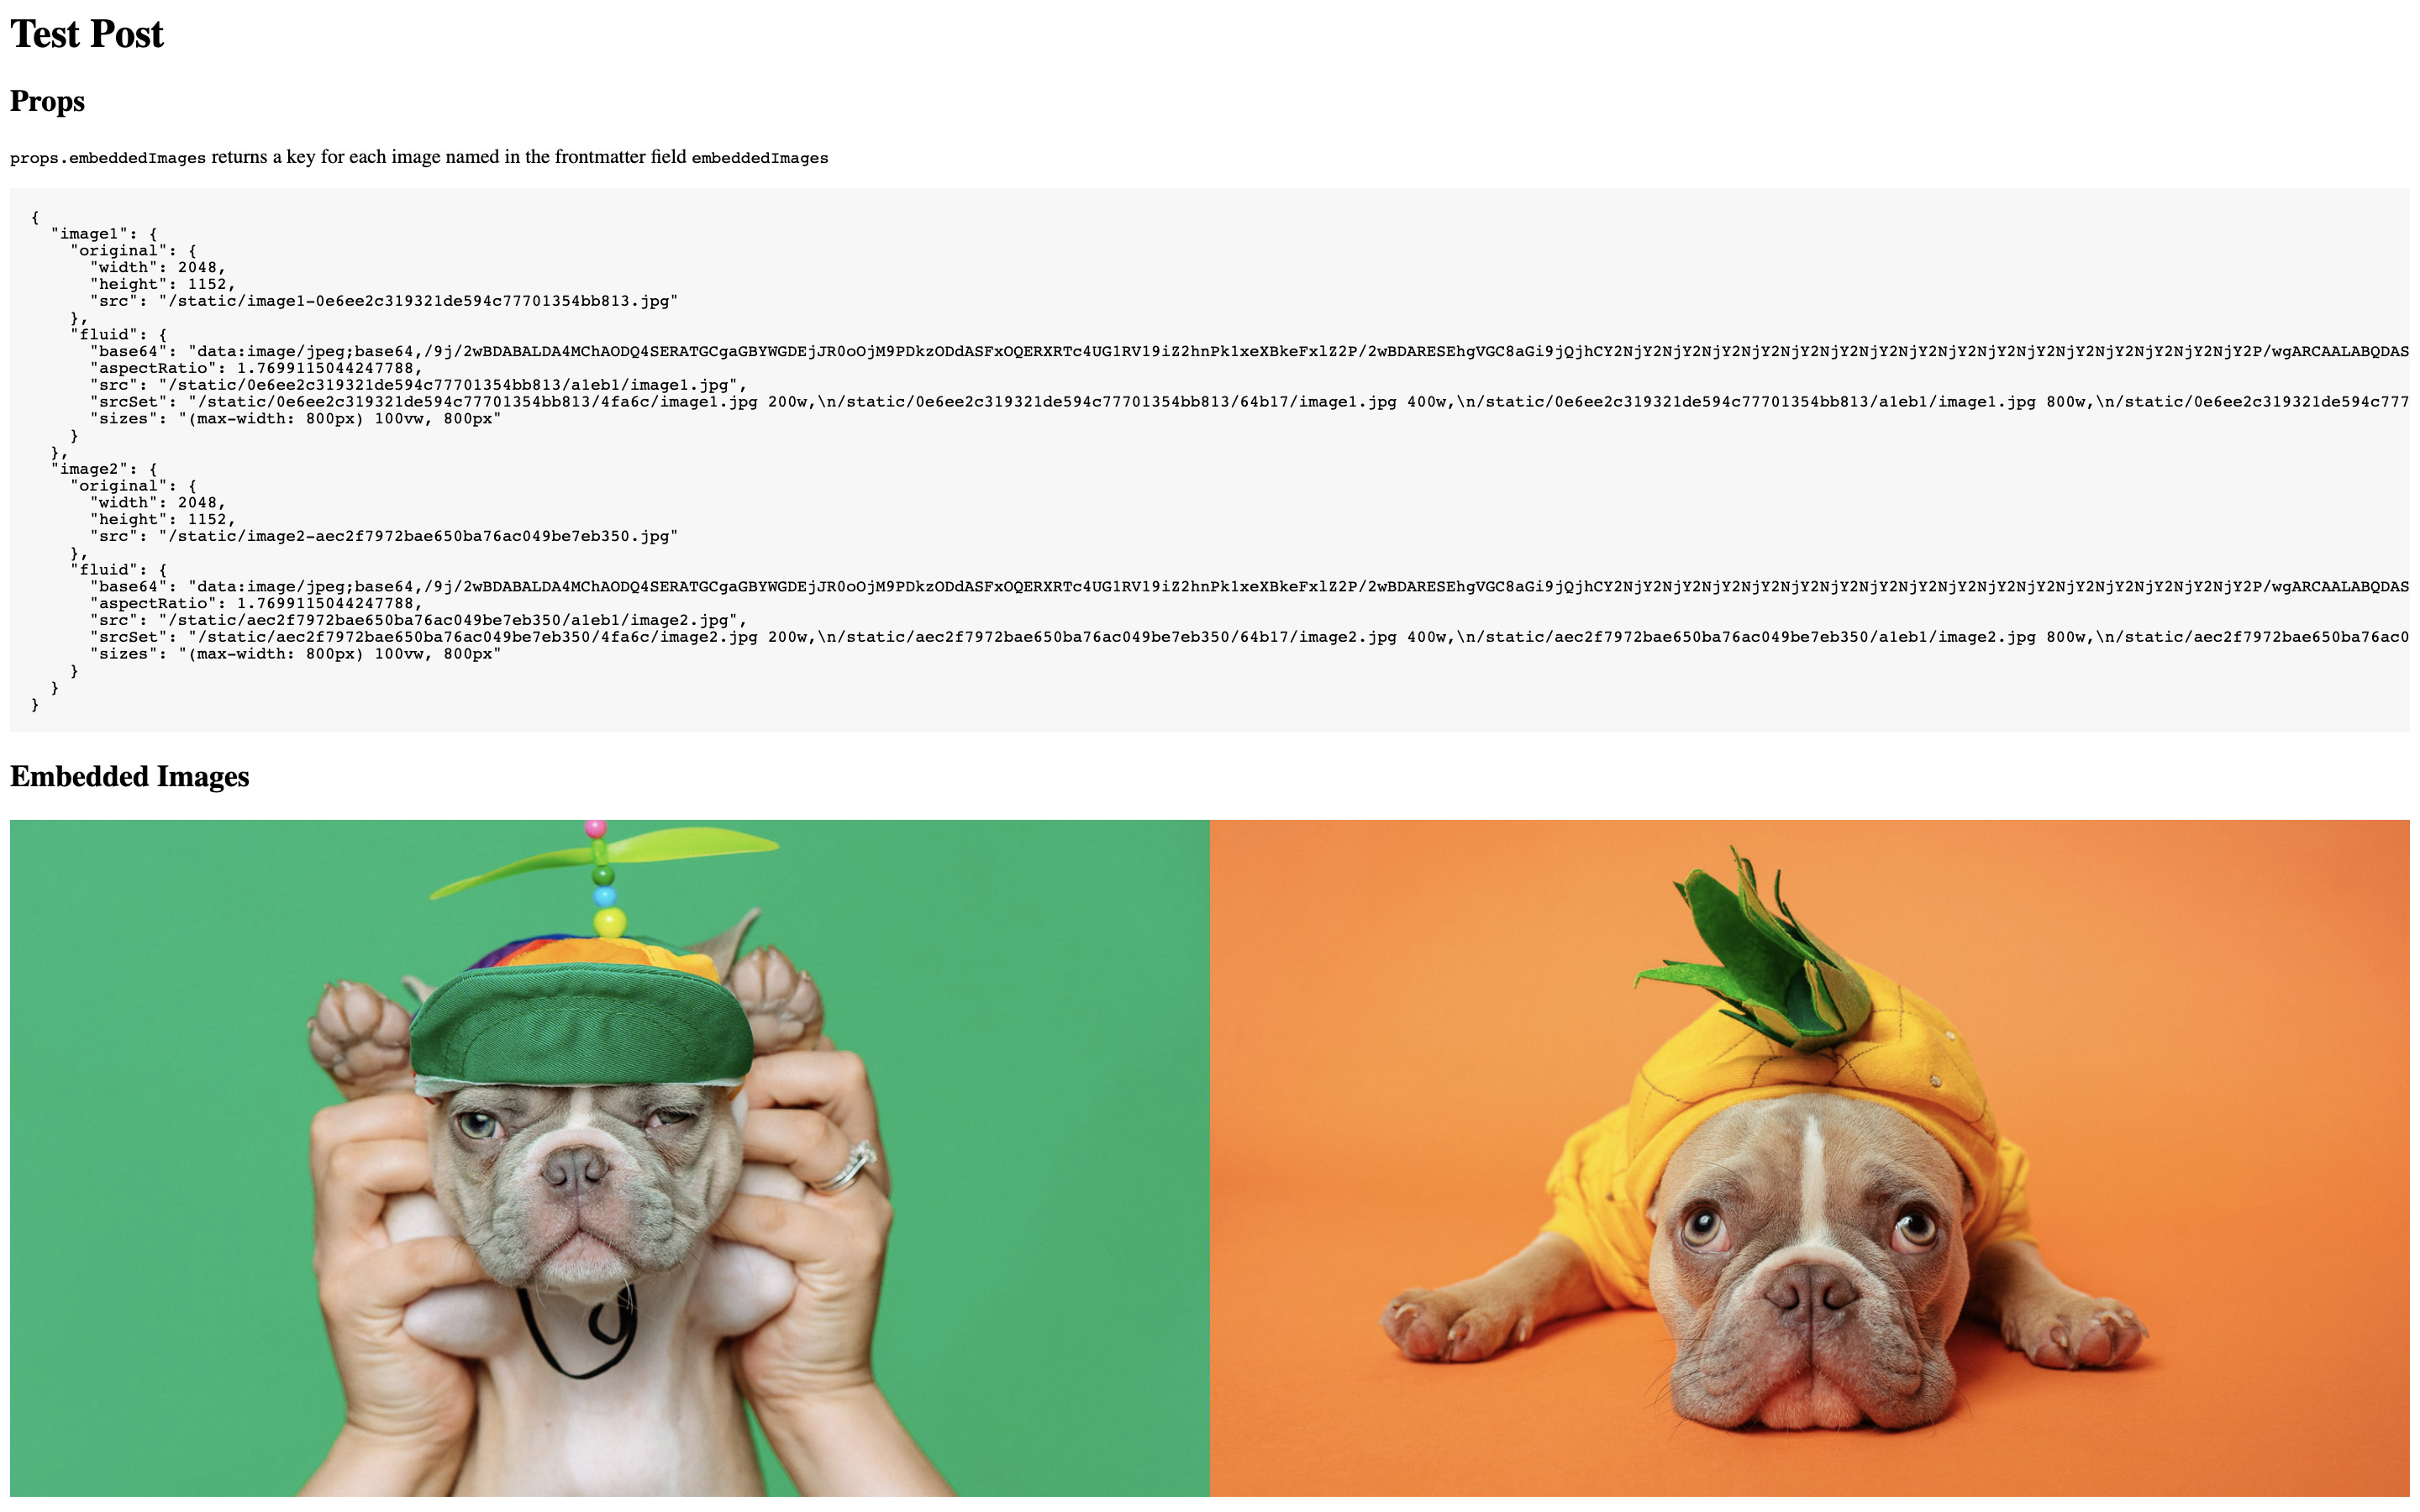 Test Post
Props
props.embeddedImages returns a key for each image named in the frontmatter field embeddedImages
{
  "image1": {
    "original": {
      "width": 2048,
      "height": 1152,
      "src": "/static/image1-0e6ee2c319321de594c77701354bb813.jpg"
    },
    "fluid": {
      "base64": "data:image/jpeg;base64,/9j/2wBDABALDA4MChAODQ4SERATGCgaGBYWGDEjJR0oOjM9PDkzODdASFxOQERXRTc4UG1RV19iZ2hnPk1xeXBkeFxlZ2P/2wBDARESEhgVGC8aGi9jQjhCY2NjY2NjY2NjY2NjY2NjY2NjY2NjY2NjY2NjY2NjY2NjY2NjY2NjY2NjY2NjY2NjY2NjY2P/wgARCAALABQDAS
      "aspectRatio": 1.7699115044247788,
      "src": "/static/0e6ee2c319321de594c77701354bb813/a1eb1/image1.jpg",
      "srcSet": "/static/0e6ee2c319321de594c77701354bb813/4fa6c/image1.jpg 200w,\n/static/0e6ee2c319321de594c77701354bb813/64b17/image1.jpg 400w,\n/static/0e6ee2c319321de594c77701354bb813/a1eb1/image1.jpg 800w,\n/static/0e6ee2c319321de594c777
      "sizes": "(max-width: 800px) 100vw, 800px"
    }
  },
  "image2": {
    "original": {
      "width": 2048,
      "height": 1152,
      "src": "/static/image2-aec2f7972bae650ba76ac049be7eb350.jpg"
    },
    "fluid": {
      "base64": "data:image/jpeg;base64,/9j/2wBDABALDA4MChAODQ4SERATGCgaGBYWGDEjJR0oOjM9PDkzODdASFxOQERXRTc4UG1RV19iZ2hnPk1xeXBkeFxlZ2P/2wBDARESEhgVGC8aGi9jQjhCY2NjY2NjY2NjY2NjY2NjY2NjY2NjY2NjY2NjY2NjY2NjY2NjY2NjY2NjY2NjY2NjY2NjY2P/wgARCAALABQDAS
      "aspectRatio": 1.7699115044247788,
      "src": "/static/aec2f7972bae650ba76ac049be7eb350/a1eb1/image2.jpg",
      "srcSet": "/static/aec2f7972bae650ba76ac049be7eb350/4fa6c/image2.jpg 200w,\n/static/aec2f7972bae650ba76ac049be7eb350/64b17/image2.jpg 400w,\n/static/aec2f7972bae650ba76ac049be7eb350/a1eb1/image2.jpg 800w,\n/static/aec2f7972bae650ba76ac0
      "sizes": "(max-width: 800px) 100vw, 800px"
    }
  }
}
Embedded Images